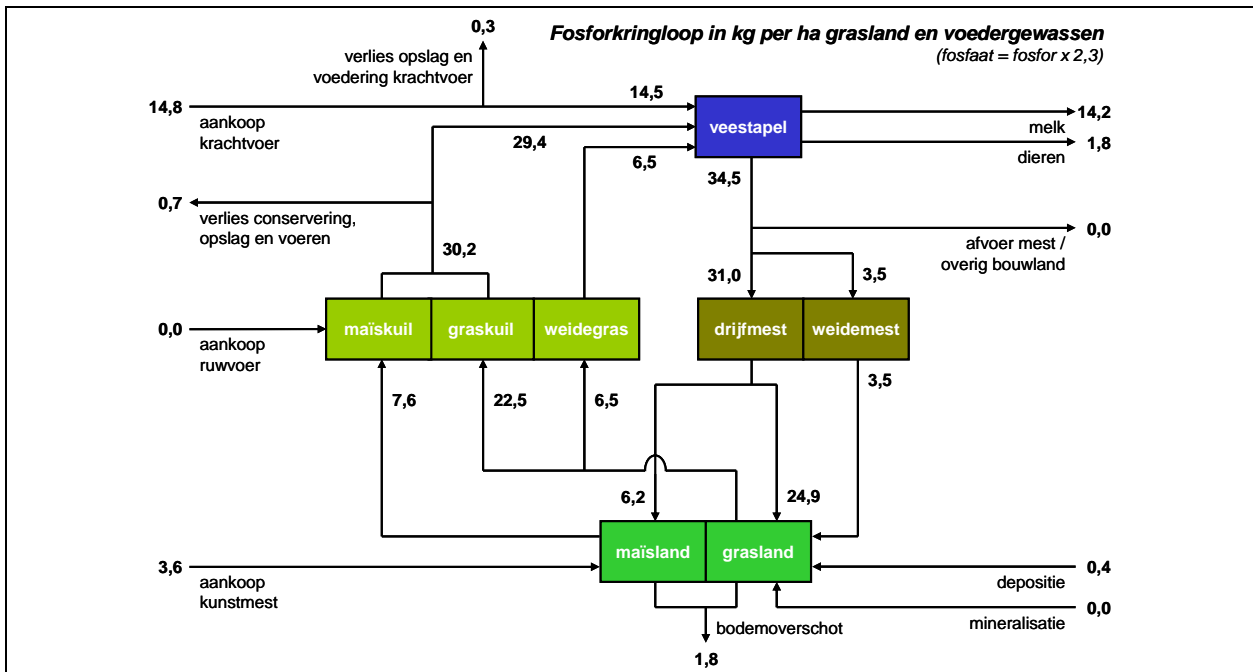 Fosforkringloop in kg per ha grasland en voedergewassen
(fosfaat = fosfor x 2,3)
0,3
verlies opslag en
voedering krachtvoer
14,8
aankoop
krachtvoer
14,5
29,4
6,5
veestapel
14,2
melk
1,8
dieren
34,5
0,7
verlies conservering,
opslag en voeren
30,2
0,0
afvoer mest /
overig bouwland
31,0
3,5
0,0
aankoop
ruwvoer
maïskuil
graskuil
weidegras
drijfmest
weidemest
7,6
22,5
6,5
3,5
6,2
24,9
maïsland
grasland
3,6
aankoop
kunstmest
0,4
depositie
0,0
mineralisatie
bodemoverschot
1,8